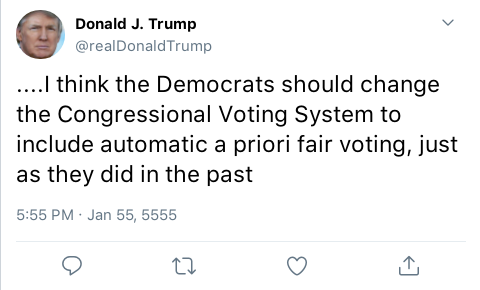 Donald J. Trump
@realDonaldTrump
....I think the Democrats should change
the Congressional Voting System to
include automatic a priori fair voting, just
as they did in the past
5:55 PM · Jan 55, 5555